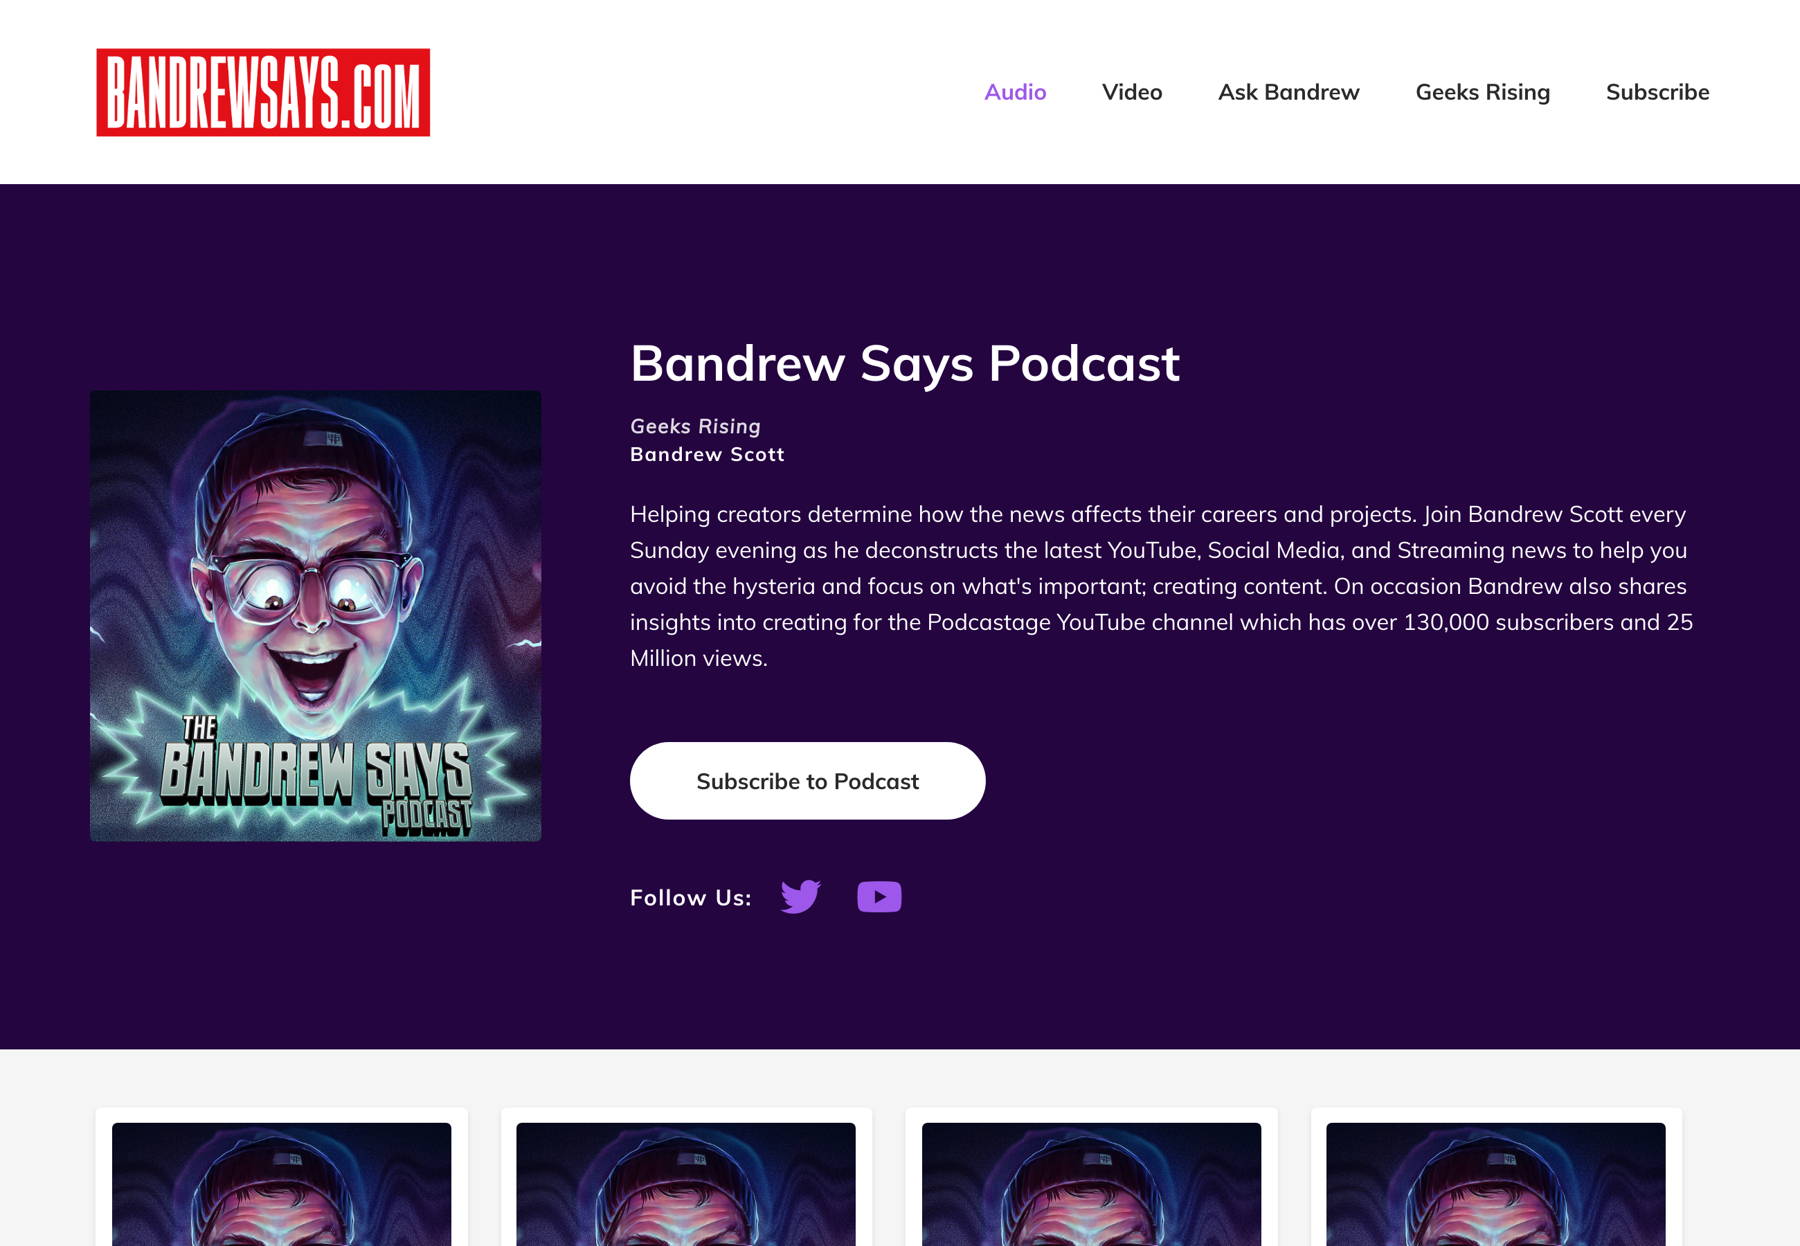 BANDREWSAYS.COM
Audio Video Ask Bandrew Geeks Rising Subscribe
Bandrew Says Podcast
Geeks Rising
Bandrew Scott
Helping creators determine how the news affects their careers and projects. Join Bandrew Scott every
Sunday evening as he deconstructs the latest YouTube, Social Media, and Streaming news to help you
avoid the hysteria and focus on what's important; creating content. On occasion Bandrew also shares
insights into creating for the Podcastage YouTube channel which has over 130,000 subscribers and 25
Million views.
THE
BANDREW SAYS
PODCAST
Subscribe to Podcast
Follow Us: